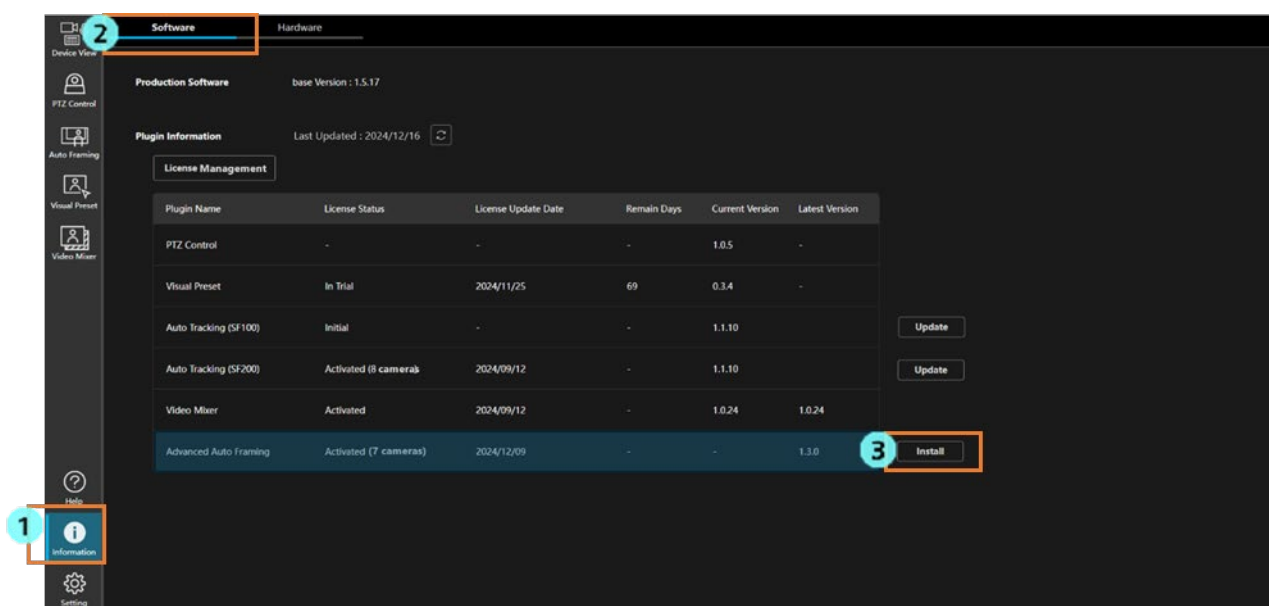 2 Software Hardware
Device View
Production Software base Version : 1.5.17
PTZ Control
Plugin Information Last Updated : 2024/12/16
Auto Framing
License Management
Visual Preset
Plugin Name License Status License Update Date Remain Days Current Version Latest Version
PTZ Control - - - 1.0.5 -
Video Mixer
Visual Preset In Trial 2024/11/25 69 0.3.4 -
Auto Tracking (SF100) Initial - - 1.1.10 Update
Auto Tracking (SF200) Activated (8 cameras) 2024/09/12 - 1.1.10 Update
Video Mixer Activated 2024/09/12 - 1.0.24 1.0.24
Advanced Auto Framing Activated (7 cameras) 2024/12/09 - - 1.3.0 3 Install
Help
1
Information
Setting